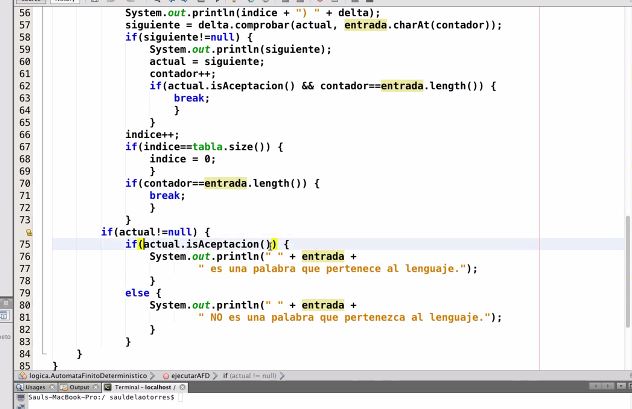 56 System.out.println(indice + ") " + delta);
57 siguiente = delta.comprobar(actual, entrada.charAt(contador));
58 if(siguiente!=null) {
59 System.out.println(siguiente);
60 actual = siguiente;
61 contador++;
62 if(actual.isAceptacion() && contador==entrada.length()) {
63 break;
64 }
65 }
66 indice++;
67 if(indice==tabla.size()) {
68 indice = 0;
69 }
70 if(contador==entrada.length()) {
71 break;
72 }
73 }
if(actual!=null) {
75 if(actual.isAceptacion()) {
76 System.out.println(" " + entrada +
77 " es una palabra que pertenece al lenguaje.");
78 }
79 else {
80 System.out.println(" " + entrada +
81 " NO es una palabra que pertenezca al lenguaje.");
82 }
83 }
84 }
85 }
logica.AutomataFinitoDeterministico ejecutarAFD if (actual != null)
Usages Output Terminal - localhost /
Sauls-MacBook-Pro:/ sauldelaotorres$